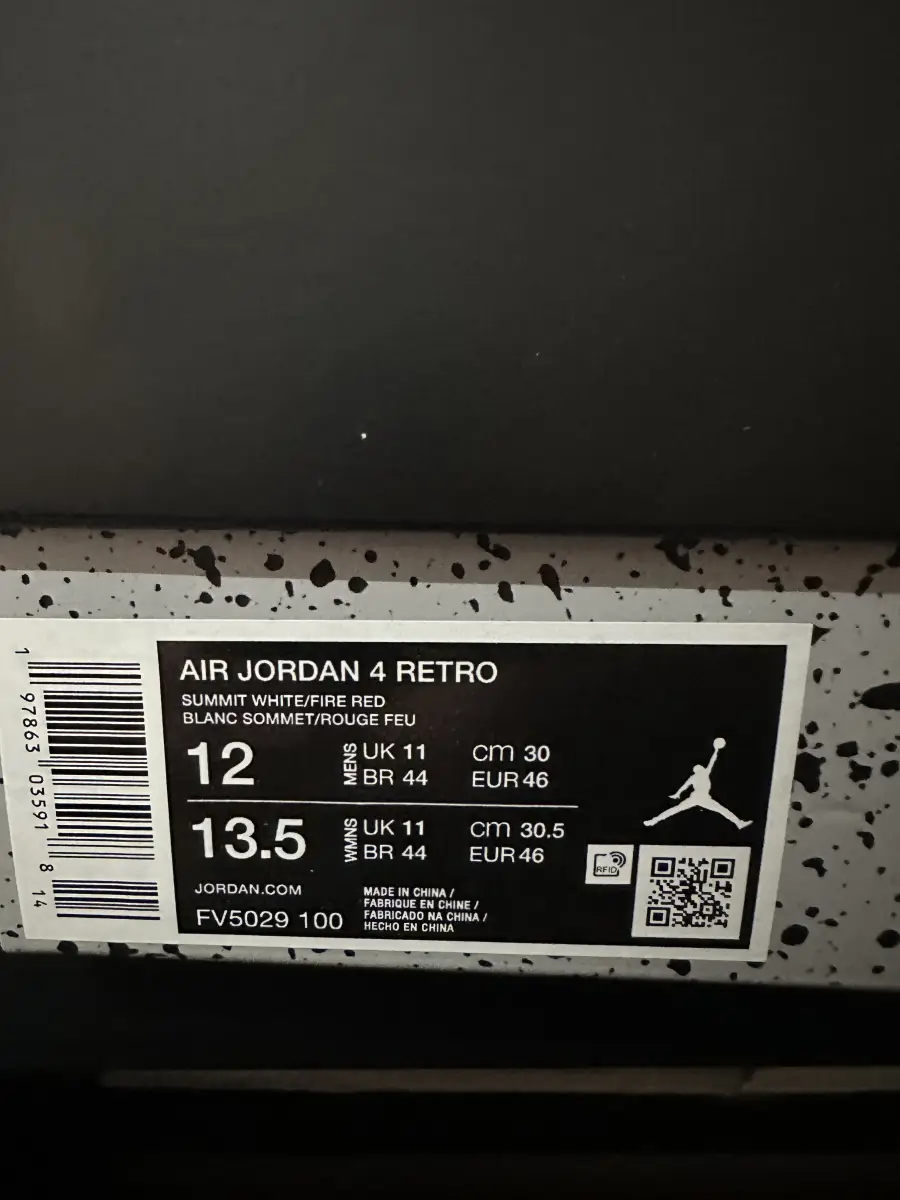 AIR JORDAN 4 RETRO
SUMMIT WHITE/FIRE RED
BLANC SOMMET/ROUGE FEU
12 MENS UK 11 cm 30
BR 44 EUR 46
13.5 WMNS UK 11 cm 30.5
BR 44 EUR 46
JORDAN.COM
FV5029 100
MADE IN CHINA /
FABRIQUE EN CHINE /
FABRICADO NA CHINA /
HECHO EN CHINA
RFID
1 97863 03591 8 14